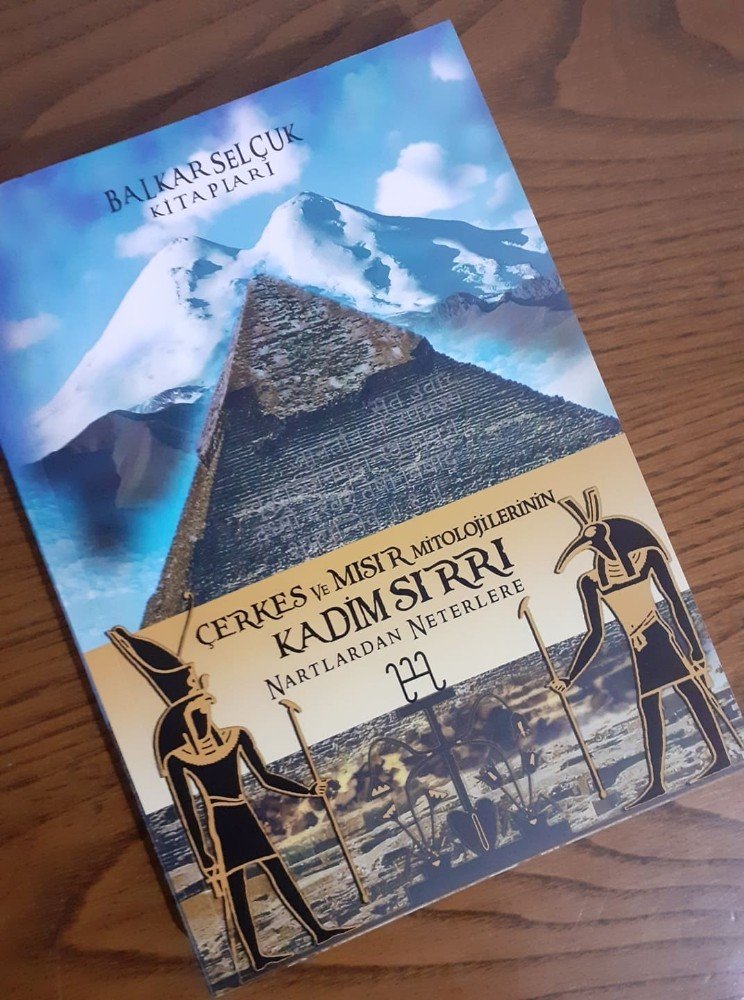 BALKAR SELÇUK
KİTAPLARI
ÇERKES VE MISIR MİTOLOJİLERİNİN
KADİM SIRRI
NARTLARDAN NETERLERE